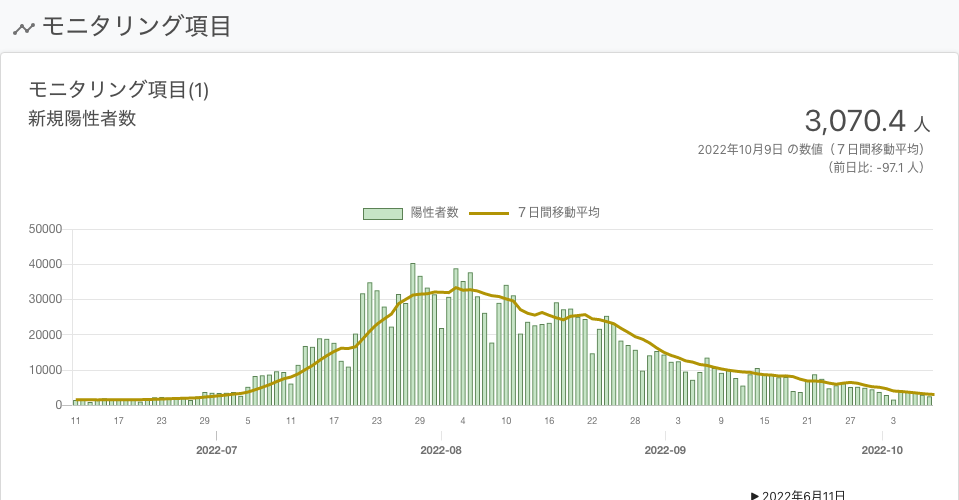 モニタリング項目
モニタリング項目(1)
新規陽性者数
3,070.4 人
2022年10月9日 の数値（７日間移動平均）
（前日比: -97.1 人）
陽性者数 ７日間移動平均
50000
40000
30000
20000
10000
0
11 17 23 29 5 11 17 23 29 4 10 16 22 28 3 9 15 21 27 3
2022-07 2022-08 2022-09 2022-10
▶ 2022年6月11日